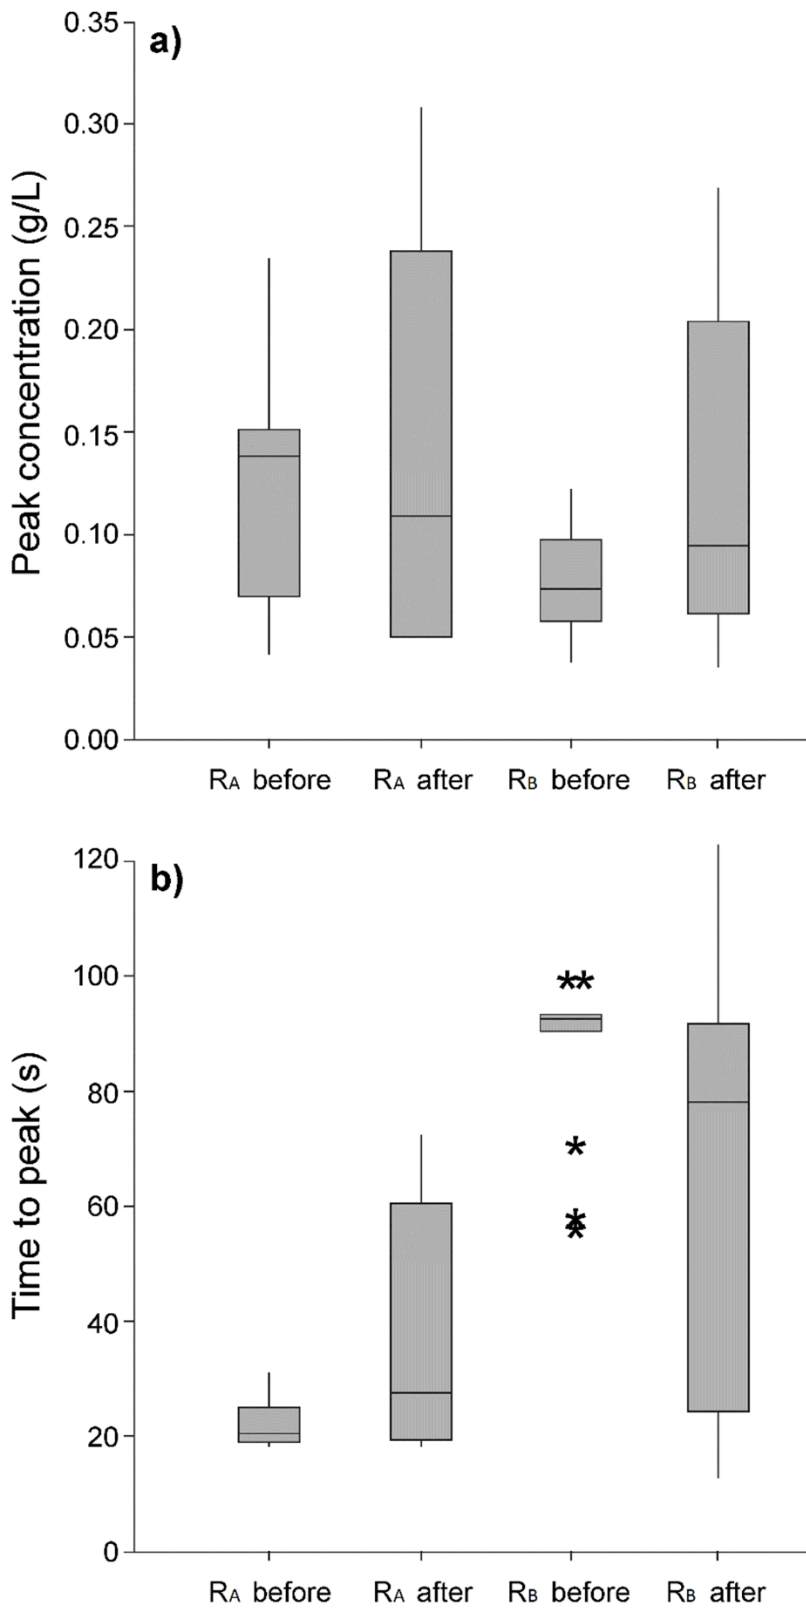 a)
Peak concentration (g/L)
0.35
0.30
0.25
0.20
0.15
0.10
0.05
0.00
RA before RA after RB before RB after
b)
Time to peak (s)
120
100
80
60
40
20
0
RA before RA after RB before RB after